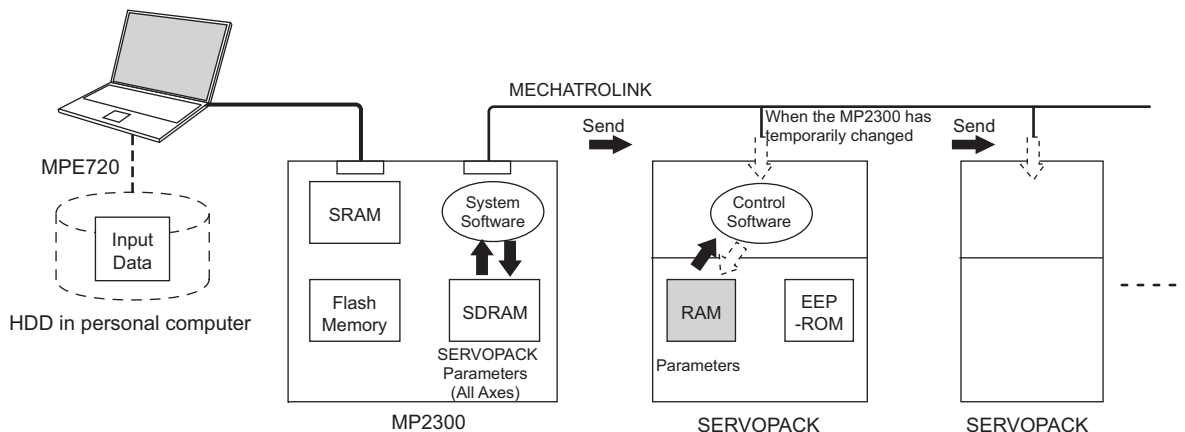 MECHATROLINK
Send
When the MP2300 has
temporarily changed
Send
MPE720
Input
Data
HDD in personal computer
SRAM
System
Software
Flash
Memory
SDRAM
SERVOPACK
Parameters
(All Axes)
MP2300
Control
Software
RAM
EEP
-ROM
Parameters
SERVOPACK
SERVOPACK